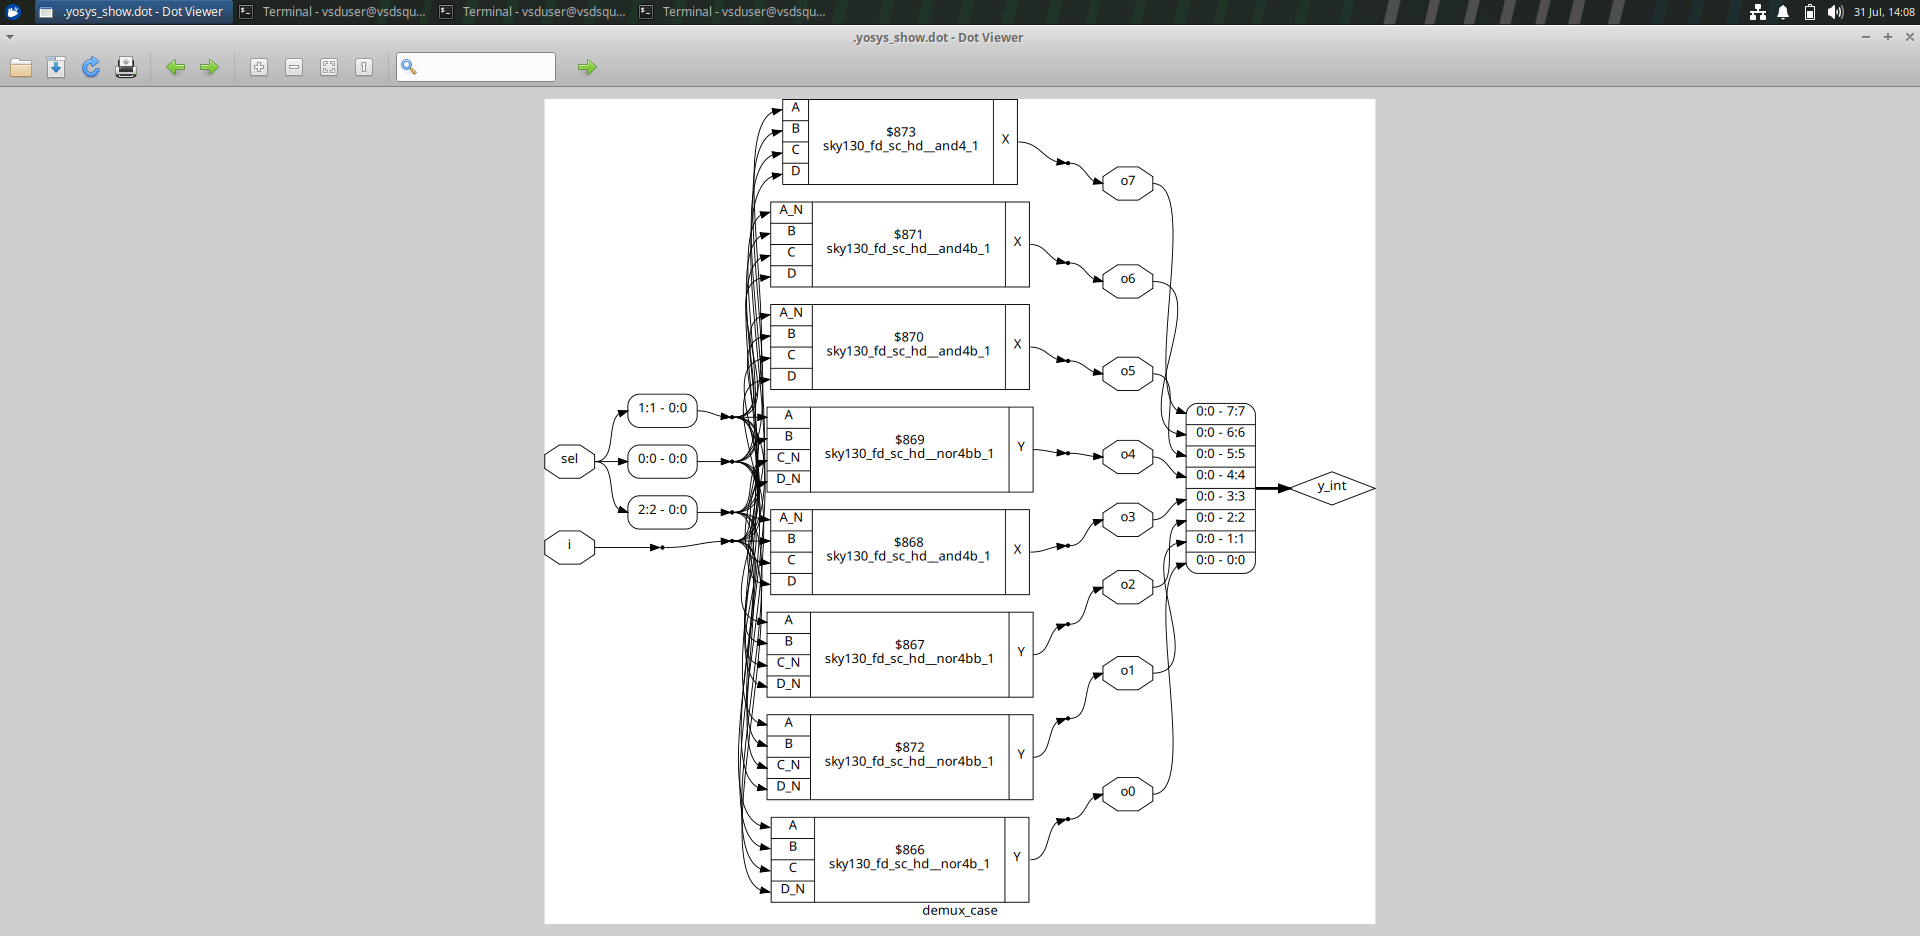 .yosys_show.dot - Dot Viewer
Terminal - vsduser@vsdsqu...
Terminal - vsduser@vsdsqu...
Terminal - vsduser@vsdsqu...
31 Jul, 14:08
.yosys_show.dot - Dot Viewer
A
B
C
D
$873
sky130_fd_sc_hd__and4_1
X
o7
A_N
B
C
D
$871
sky130_fd_sc_hd__and4b_1
X
o6
A_N
B
C
D
$870
sky130_fd_sc_hd__and4b_1
X
o5
sel
1:1 - 0:0
0:0 - 0:0
2:2 - 0:0
i
A
B
C_N
D_N
$869
sky130_fd_sc_hd__nor4bb_1
Y
o4
A_N
B
C
D
$868
sky130_fd_sc_hd__and4b_1
X
o3
A
B
C_N
D_N
$867
sky130_fd_sc_hd__nor4bb_1
Y
o2
A
B
C_N
D_N
$872
sky130_fd_sc_hd__nor4bb_1
Y
o1
A
B
C
D_N
$866
sky130_fd_sc_hd__nor4b_1
Y
o0
0:0 - 7:7
0:0 - 6:6
0:0 - 5:5
0:0 - 4:4
0:0 - 3:3
0:0 - 2:2
0:0 - 1:1
0:0 - 0:0
y_int
demux_case